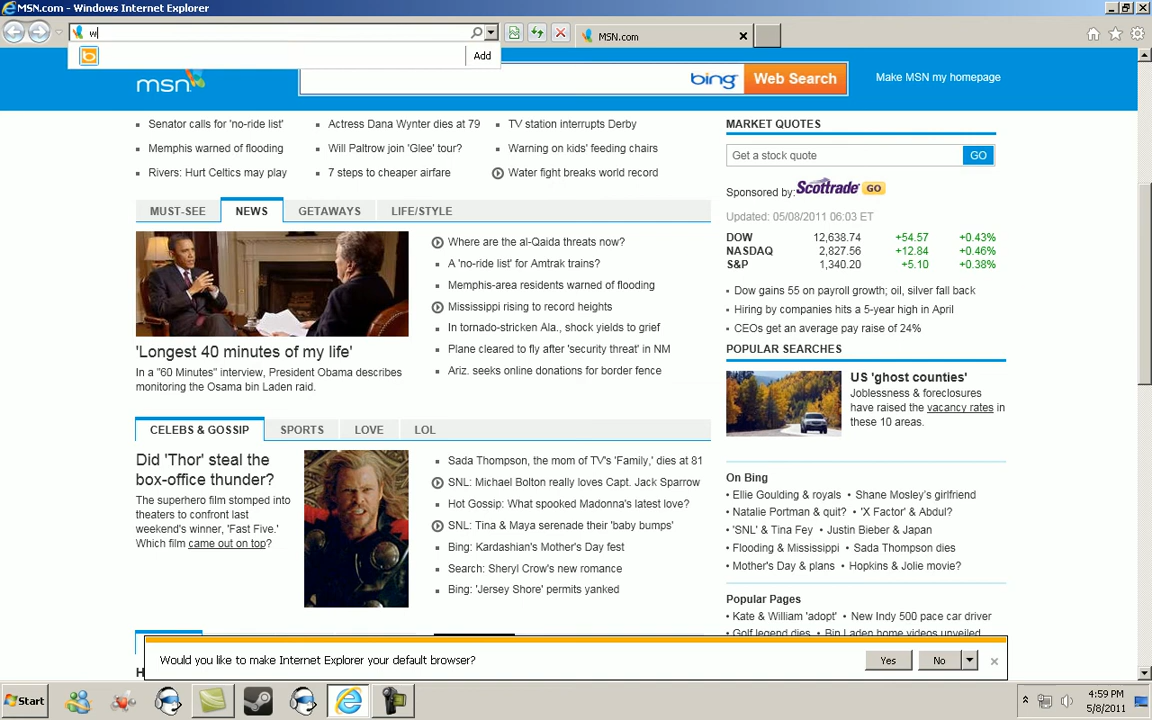 MSN.com - Windows Internet Explorer
w
MSN.com
Add
msn
bing
Web Search
Make MSN my homepage
Senator calls for 'no-ride list'
Actress Dana Wynter dies at 79
TV station interrupts Derby
Memphis warned of flooding
Will Paltrow join 'Glee' tour?
Warning on kids' feeding chairs
Rivers: Hurt Celtics may play
7 steps to cheaper airfare
Water fight breaks world record
MUST-SEE
NEWS
GETAWAYS
LIFE/STYLE
'Longest 40 minutes of my life'
In a "60 Minutes" interview, President Obama describes
monitoring the Osama bin Laden raid.
Where are the al-Qaida threats now?
A 'no-ride list' for Amtrak trains?
Memphis-area residents warned of flooding
Mississippi rising to record heights
In tornado-stricken Ala., shock yields to grief
Plane cleared to fly after 'security threat' in NM
Ariz. seeks online donations for border fence
CELEBS & GOSSIP
SPORTS
LOVE
LOL
Did 'Thor' steal the
box-office thunder?
The superhero film stomped into
theaters to confront last
weekend's winner, 'Fast Five.'
Which film came out on top?
Sada Thompson, the mom of TV's 'Family,' dies at 81
SNL: Michael Bolton really loves Capt. Jack Sparrow
Hot Gossip: What spooked Madonna's latest love?
SNL: Tina & Maya serenade their 'baby bumps'
Bing: Kardashian's Mother's Day fest
Search: Sheryl Crow's new romance
Bing: 'Jersey Shore' permits yanked
MARKET QUOTES
Get a stock quote
GO
Sponsored by: Scottrade GO
Updated: 05/08/2011 06:03 ET
DOW 12,638.74 +54.57 +0.43%
NASDAQ 2,827.56 +12.84 +0.46%
S&P 1,340.20 +5.10 +0.38%
Dow gains 55 on payroll growth; oil, silver fall back
Hiring by companies hits a 5-year high in April
CEOs get an average pay raise of 24%
POPULAR SEARCHES
US 'ghost counties'
Joblessness & foreclosures
have raised the vacancy rates in
these 10 areas.
On Bing
Ellie Goulding & royals
Shane Mosley's girlfriend
Natalie Portman & quit?
'X Factor' & Abdul?
'SNL' & Tina Fey
Justin Bieber & Japan
Flooding & Mississippi
Sada Thompson dies
Mother's Day & plans
Hopkins & Jolie movie?
Popular Pages
Kate & William 'adopt'
New Indy 500 pace car driver
Golf legend dies
Bin Laden home videos unveiled
Would you like to make Internet Explorer your default browser?
Yes
No
Start
4:59 PM
5/8/2011